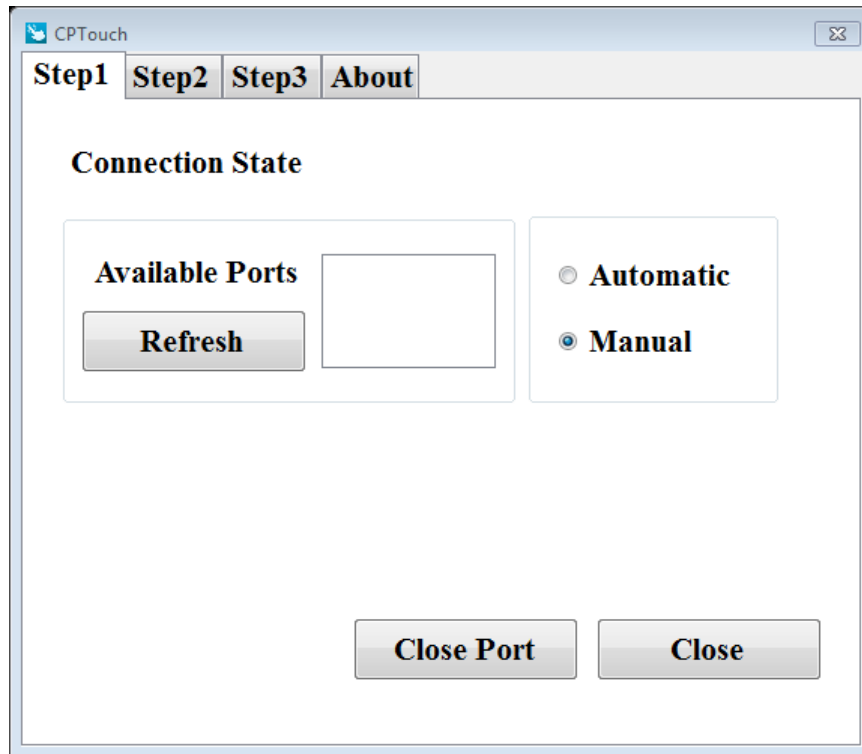 CPTouch
Step1 Step2 Step3 About
Connection State
Available Ports
Refresh
Automatic
Manual
Close Port Close